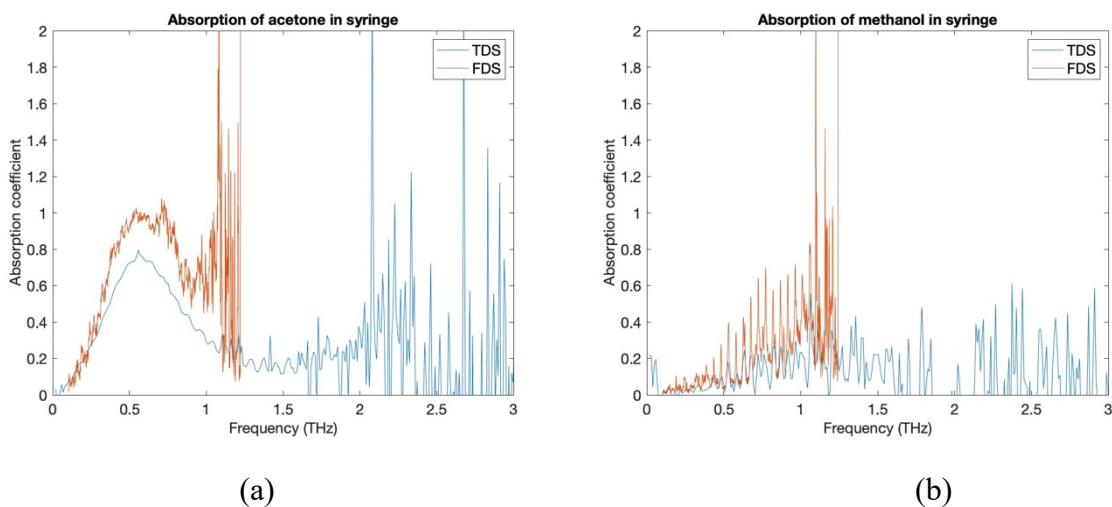 Absorption of acetone in syringe
2
1.8
1.6
1.4
1.2
1
0.8
0.6
0.4
0.2
0
0 0.5 1 1.5 2 2.5 3
Absorption coefficient
Frequency (THz)
TDS
FDS
(a)
Absorption of methanol in syringe
2
1.8
1.6
1.4
1.2
1
0.8
0.6
0.4
0.2
0
0 0.5 1 1.5 2 2.5 3
Absorption coefficient
Frequency (THz)
TDS
FDS
(b)